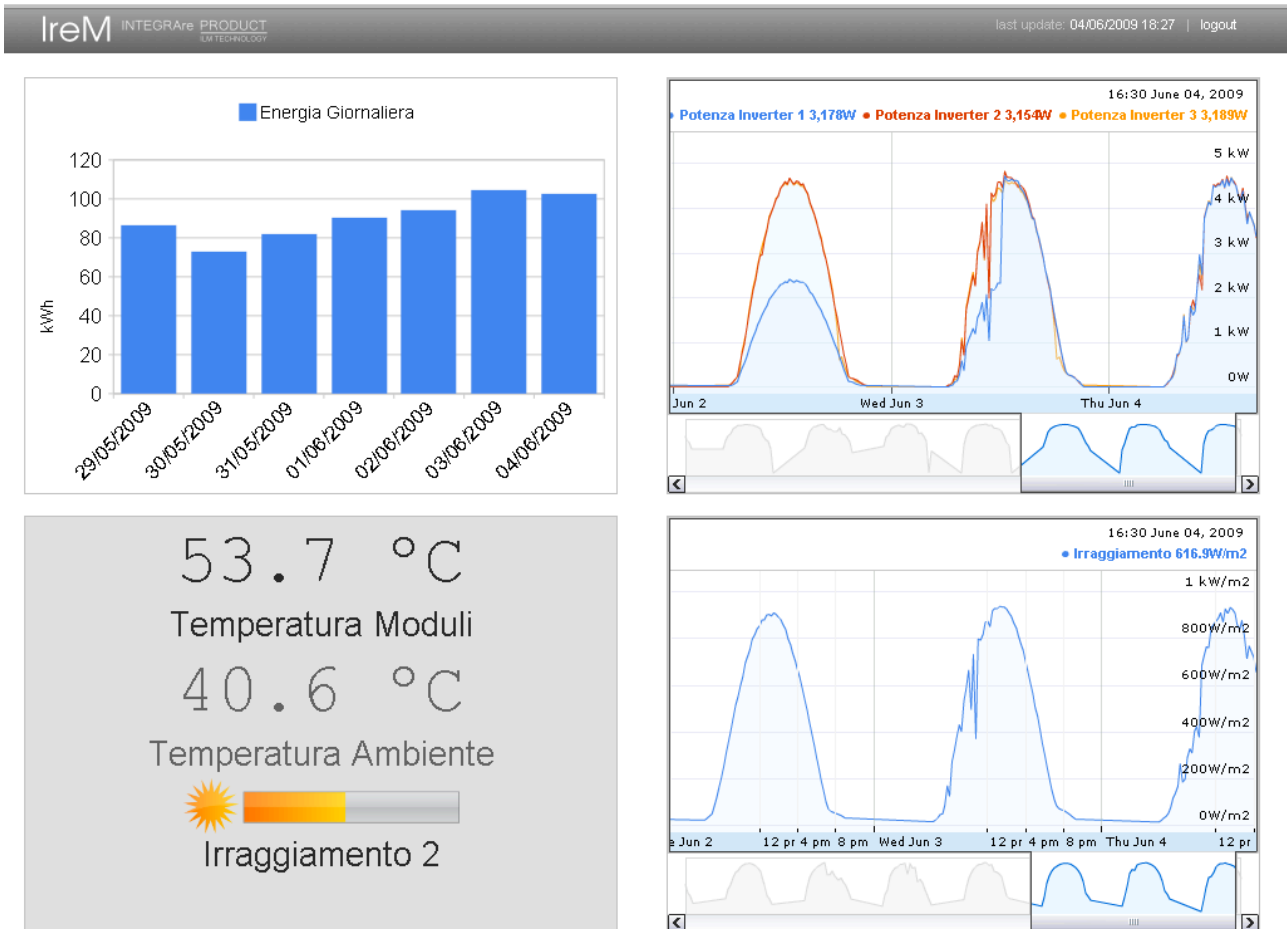 IreM INTEGRAre PRODUCT
ILM TECHNOLOGY
last update: 04/06/2009 18:27 | logout
Energia Giornaliera
120
100
80
60
40
20
0
kWh
29/05/2009 30/05/2009 31/05/2009 01/06/2009 02/06/2009 03/06/2009 04/06/2009
16:30 June 04, 2009
Potenza Inverter 1 3,178W Potenza Inverter 2 3,154W Potenza Inverter 3 3,189W
5 kW
4 kW
3 kW
2 kW
1 kW
0W
Jun 2 Wed Jun 3 Thu Jun 4
53.7 °C
Temperatura Moduli
40.6 °C
Temperatura Ambiente
Irraggiamento 2
16:30 June 04, 2009
Irraggiamento 616.9W/m2
1 kW/m2
800W/m2
600W/m2
400W/m2
200W/m2
0W/m2
e Jun 2 12 pr 4 pm 8 pm Wed Jun 3 12 pr 4 pm 8 pm Thu Jun 4 12 pr